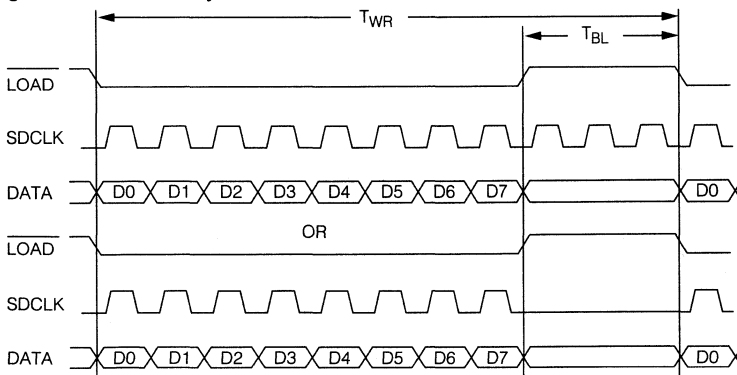 T_WR
T_BL
LOAD
SDCLK
DATA D0 D1 D2 D3 D4 D5 D6 D7 D0
OR
LOAD
SDCLK
DATA D0 D1 D2 D3 D4 D5 D6 D7 D0